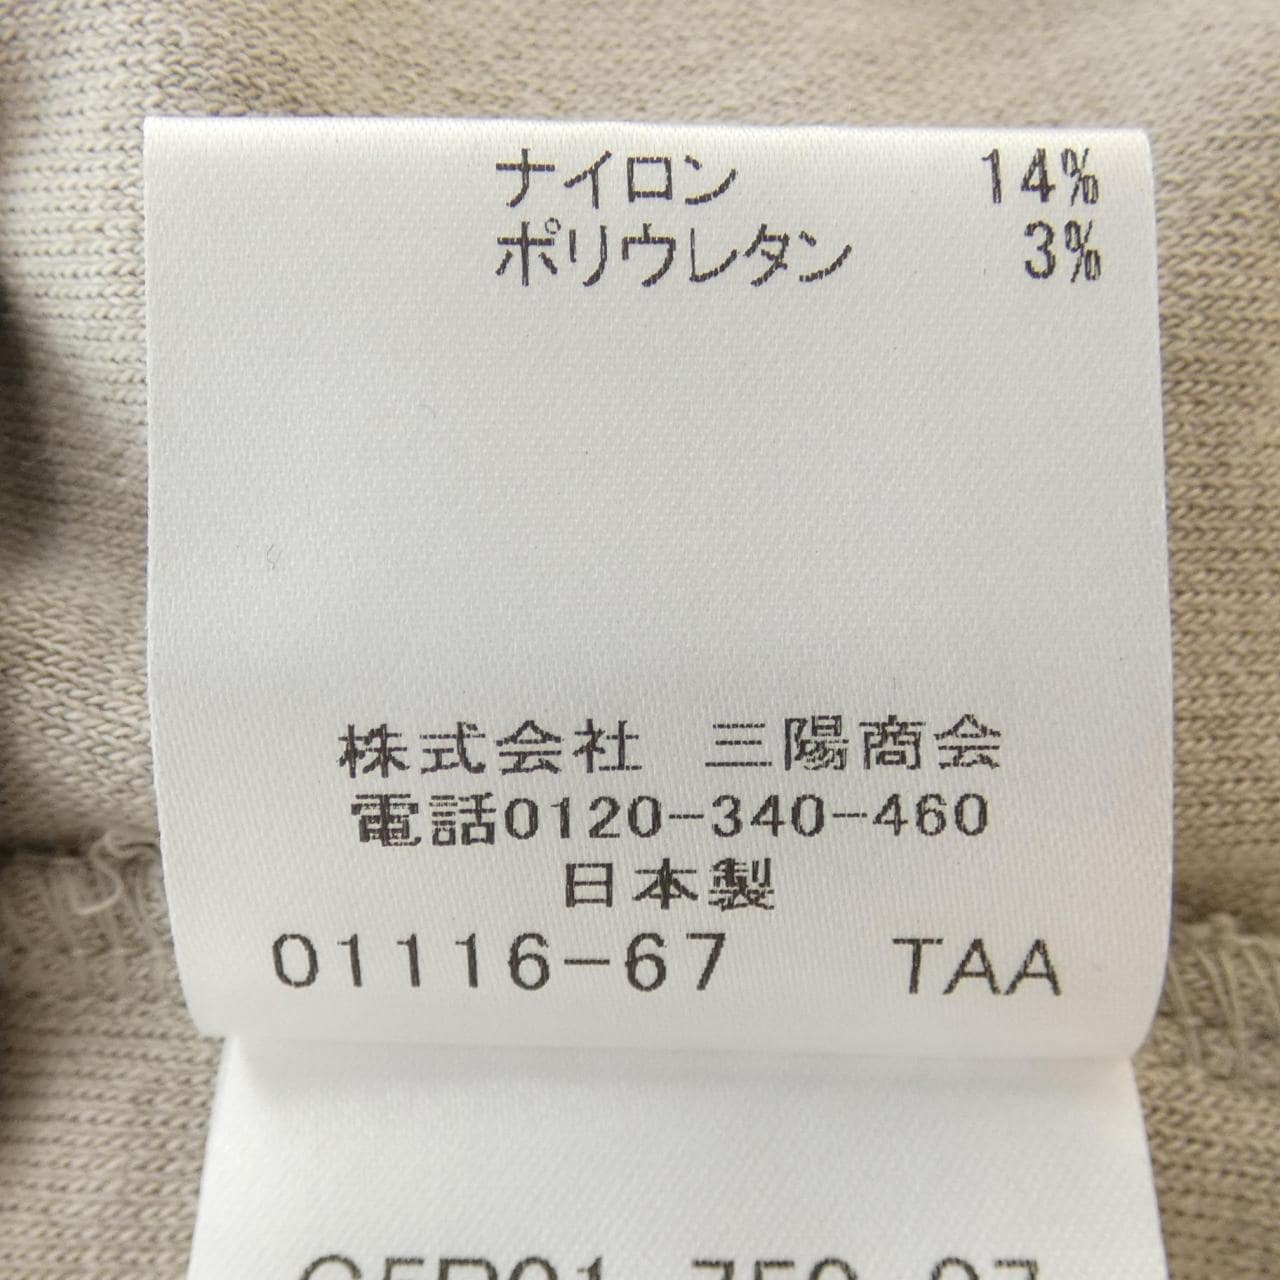 ナイロン 14%
ポリウレタン 3%
株式会社 三陽商会
電話0120-340-460
日本製
01116-67 TAA